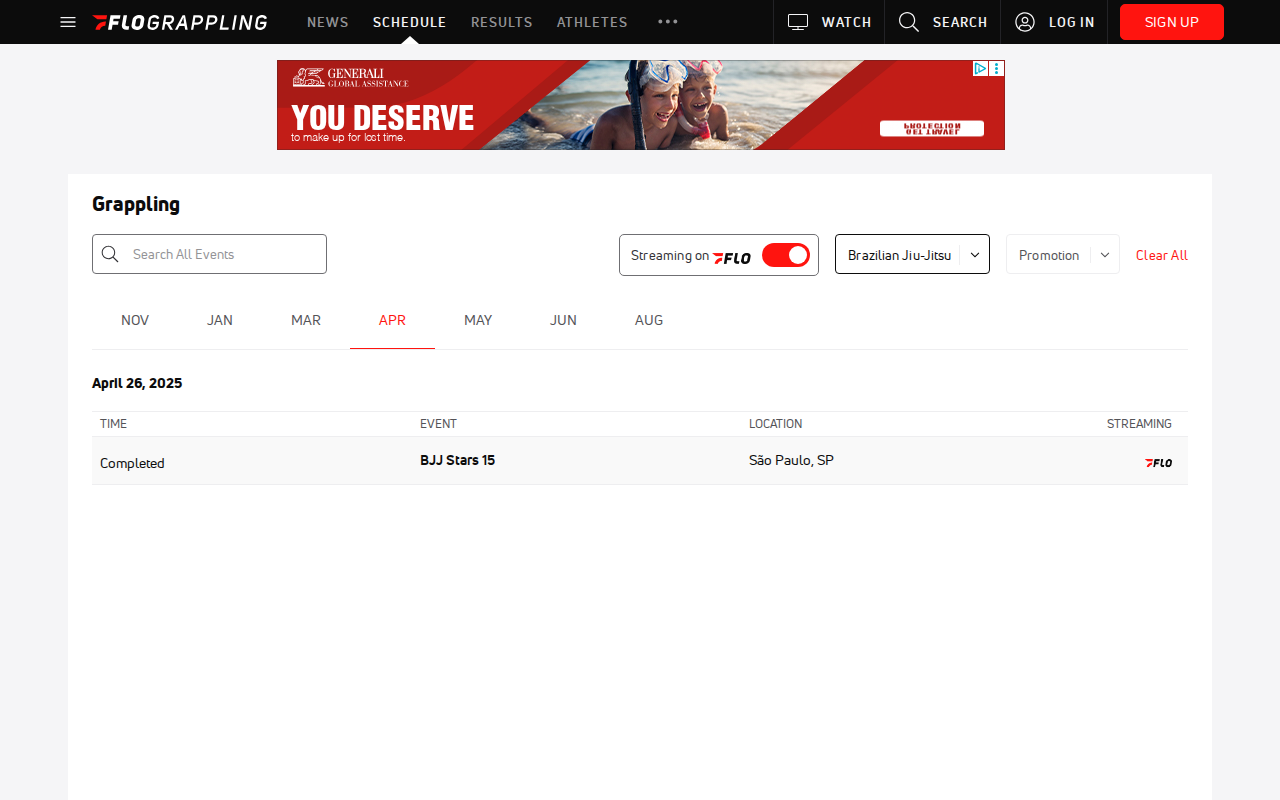 FLOGRAPPLING
NEWS
SCHEDULE
RESULTS
ATHLETES
WATCH
SEARCH
LOG IN
SIGN UP
GENERALI
GLOBAL ASSISTANCE
YOU DESERVE
to make up for lost time.
GET TRAVEL
PROTECTION
Grappling
Search All Events
Streaming on FLO
Brazilian Jiu-Jitsu
Promotion
Clear All
NOV
JAN
MAR
APR
MAY
JUN
AUG
April 26, 2025
TIME
EVENT
LOCATION
STREAMING
Completed
BJJ Stars 15
São Paulo, SP
FLO